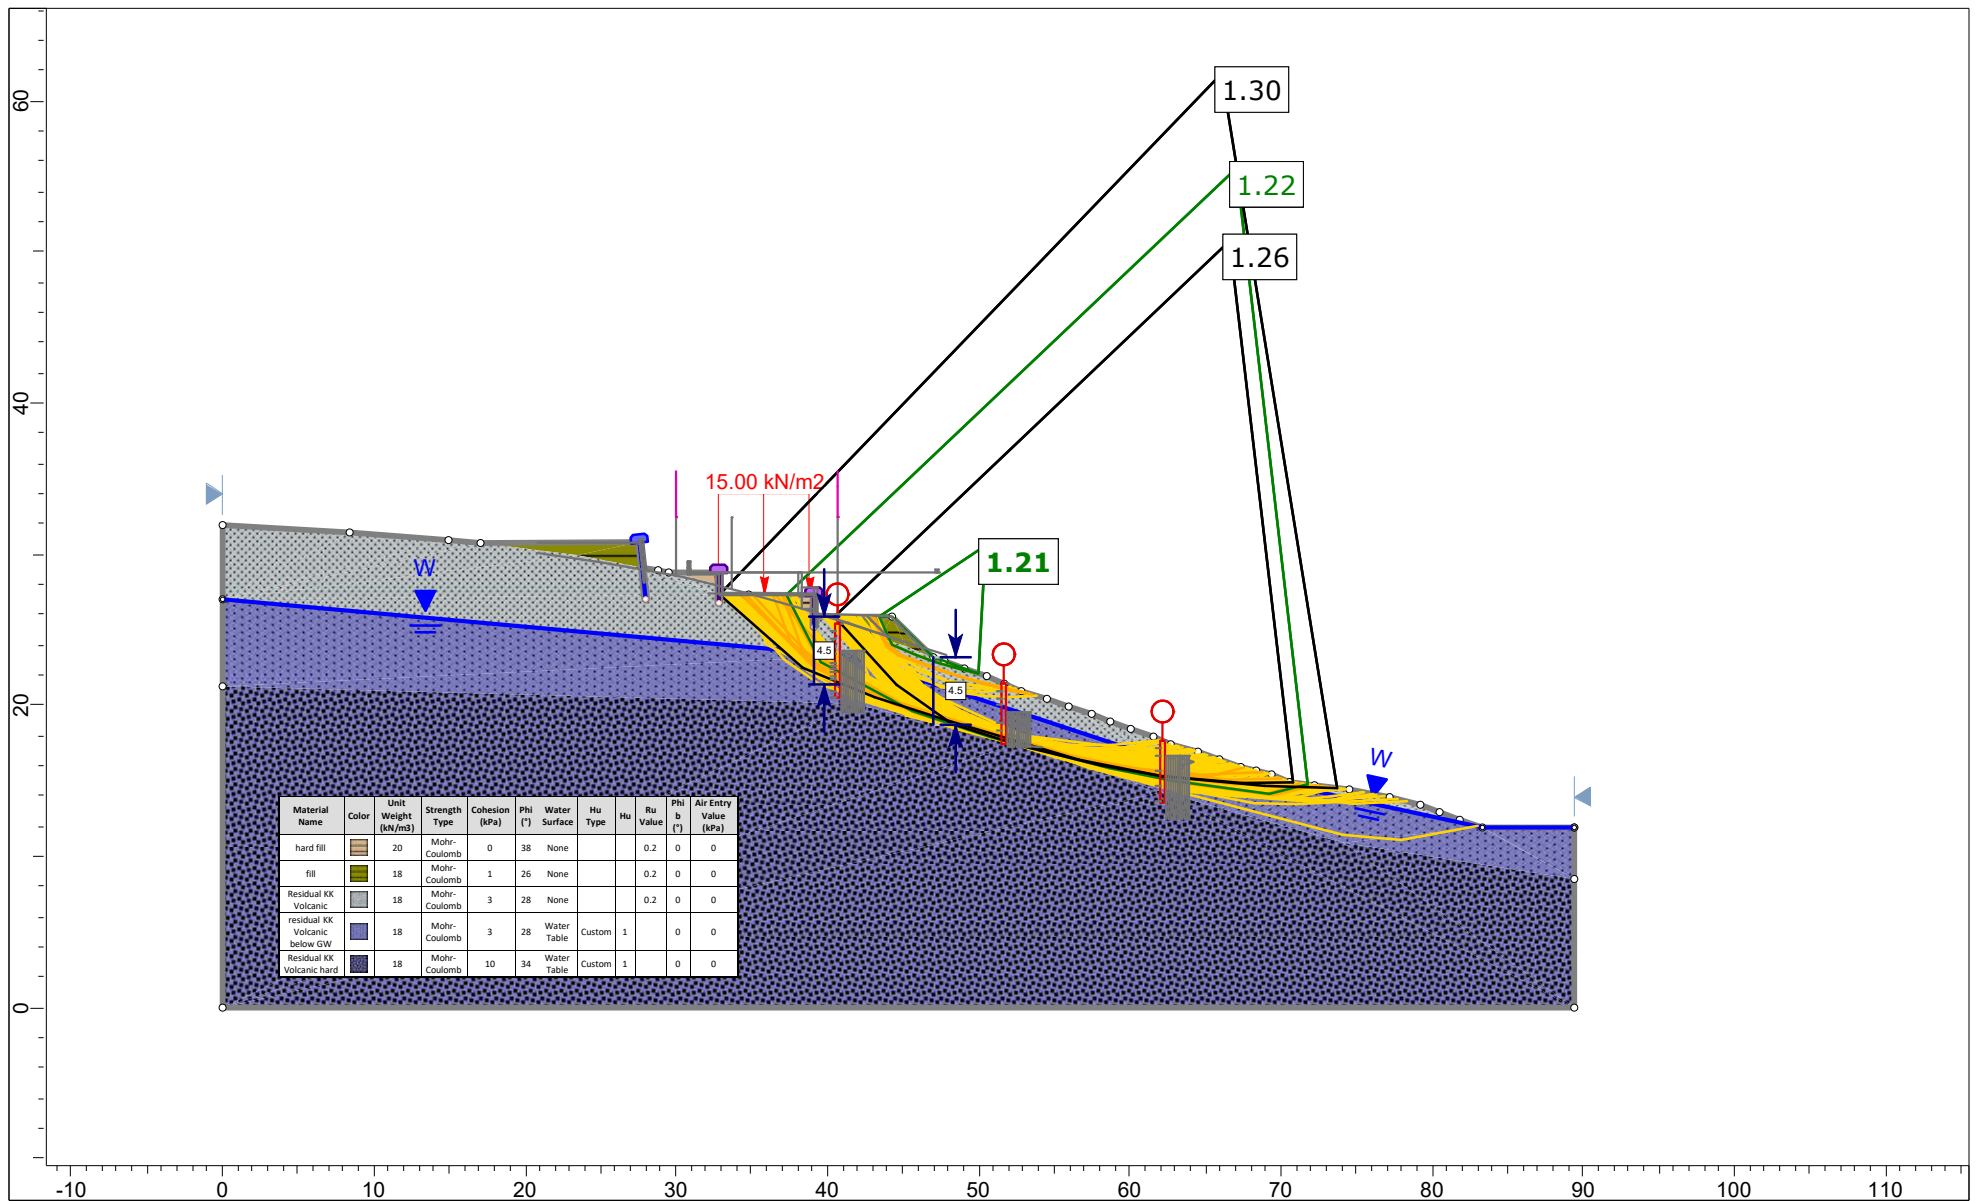 60
40
20
0
1.30
1.22
1.26
1.21
15.00 kN/m2
W
W
4.5
4.5
Material Name Color Unit Weight (kN/m3) Strength Type Cohesion (kPa) Phi (°) Water Surface Hu Type Hu Ru Value Phi b (°) Air Entry Value (kPa)
hard fill 20 Mohr-Coulomb 0 38 None 0.2 0 0
fill 18 Mohr-Coulomb 1 26 None 0.2 0 0
Residual KK Volcanic 18 Mohr-Coulomb 3 28 None 0.2 0 0
residual KK Volcanic below GW 18 Mohr-Coulomb 3 28 Water Table Custom 1 0 0
Residual KK Volcanic hard 18 Mohr-Coulomb 10 34 Water Table Custom 1 0 0
-10 0 10 20 30 40 50 60 70 80 90 100 110